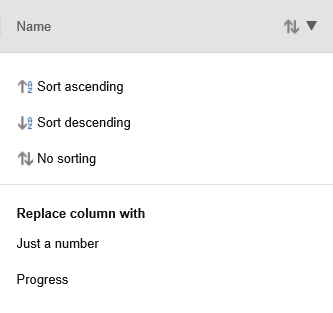 Name
Sort ascending
Sort descending
No sorting
Replace column with
Just a number
Progress